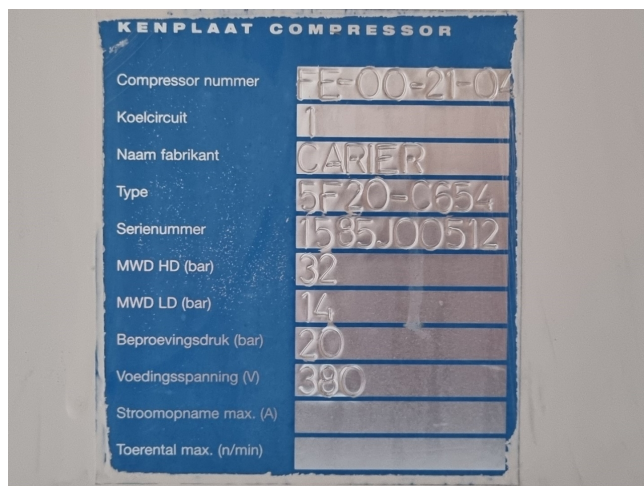 KENPLAAT COMPRESSOR
Compressor nummer FE-00-21-04
Koelcircuit 1
Naam fabrikant CARIER
Type 5F20-C654
Serienummer 1585J00512
MWD HD (bar) 32
MWD LD (bar) 14
Beproevingsdruk (bar) 20
Voedingsspanning (V) 380
Stroomopname max. (A)
Toerental max. (n/min)